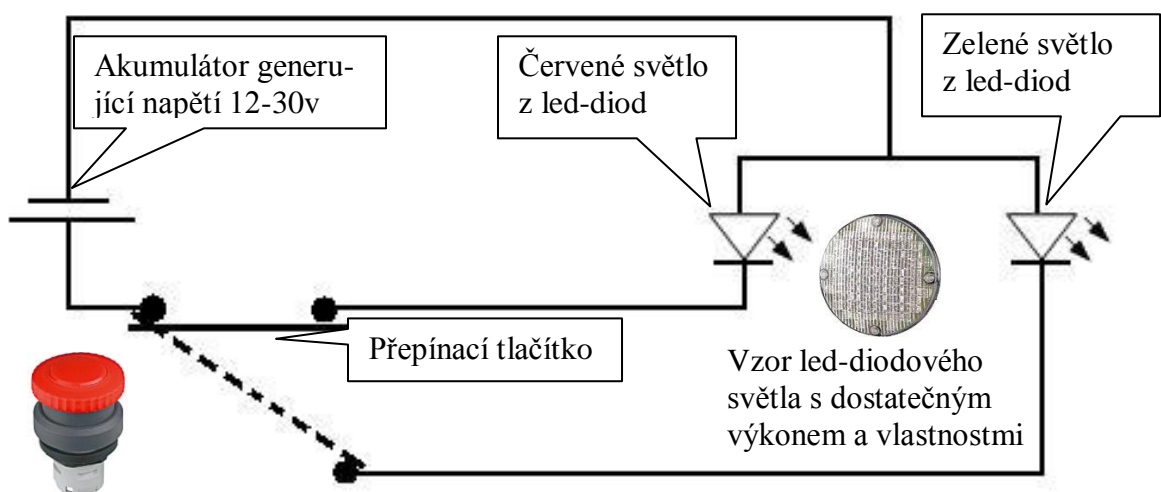 Akumulátor generu-
jící napětí 12-30v
Červené světlo
z led-diod
Zelené světlo
z led-diod
Přepínací tlačítko
Vzor led-diodového
světla s dostatečným
výkonem a vlastnostmi